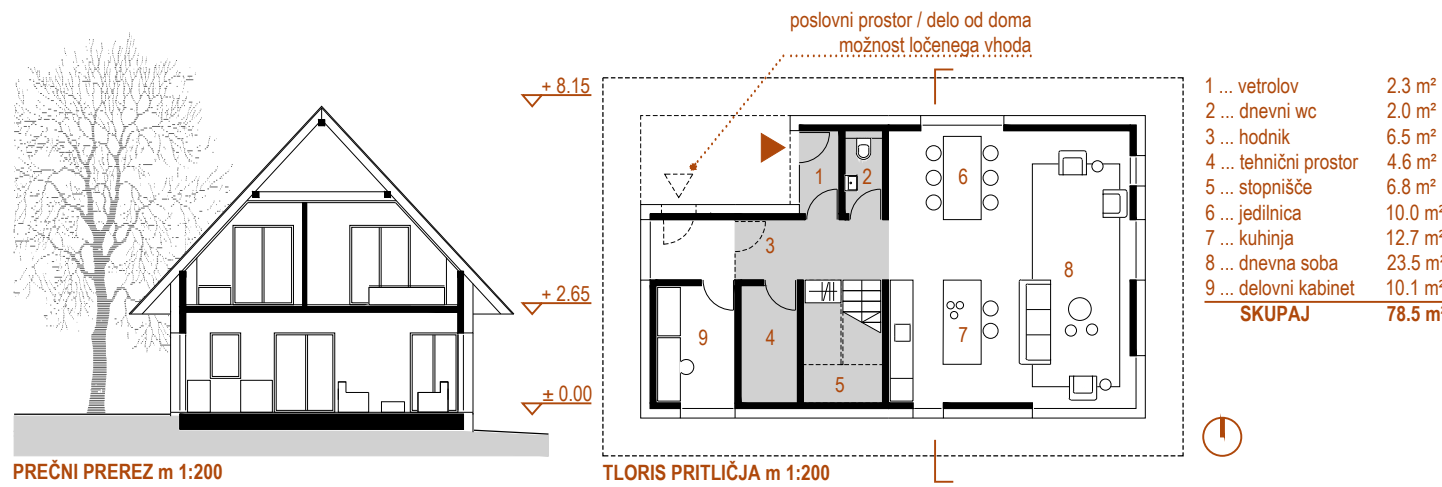 poslovni prostor / delo od doma
možnost ločenega vhoda
+ 8.15
+ 2.65
± 0.00
PREČNI PREREZ m 1:200
1
2
3
4
5
6
7
8
9
TLORIS PRITLIČJA m 1:200
1 ... vetrolov 2.3 m²
2 ... dnevni wc 2.0 m²
3 ... hodnik 6.5 m²
4 ... tehnični prostor 4.6 m²
5 ... stopnišče 6.8 m²
6 ... jedilnica 10.0 m²
7 ... kuhinja 12.7 m²
8 ... dnevna soba 23.5 m²
9 ... delovni kabinet 10.1 m²
SKUPAJ 78.5 m²